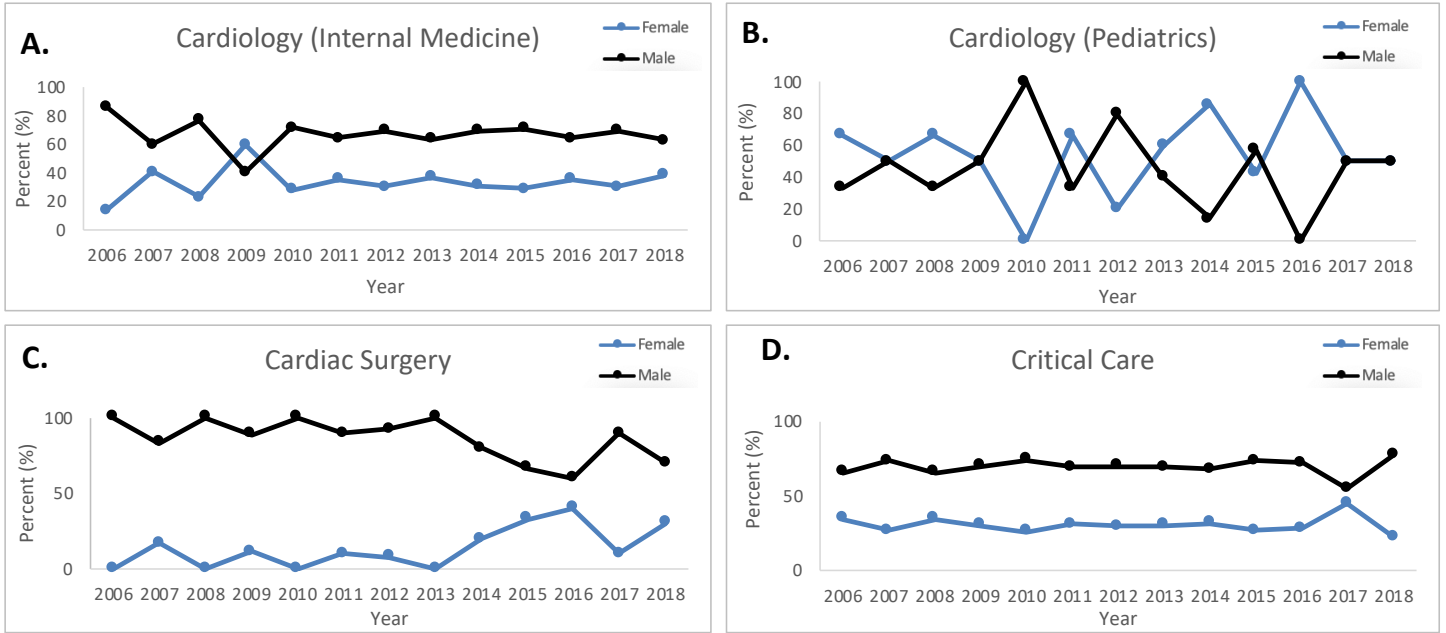 A.
Cardiology (Internal Medicine)
Female
Male
Percent (%)
100
80
60
40
20
0
2006 2007 2008 2009 2010 2011 2012 2013 2014 2015 2016 2017 2018
Year
B.
Cardiology (Pediatrics)
Female
Male
Percent (%)
100
80
60
40
20
0
2006 2007 2008 2009 2010 2011 2012 2013 2014 2015 2016 2017 2018
Year
C.
Cardiac Surgery
Female
Male
Percent (%)
100
50
0
2006 2007 2008 2009 2010 2011 2012 2013 2014 2015 2016 2017 2018
Year
D.
Critical Care
Female
Male
Percent (%)
100
50
0
2006 2007 2008 2009 2010 2011 2012 2013 2014 2015 2016 2017 2018
Year